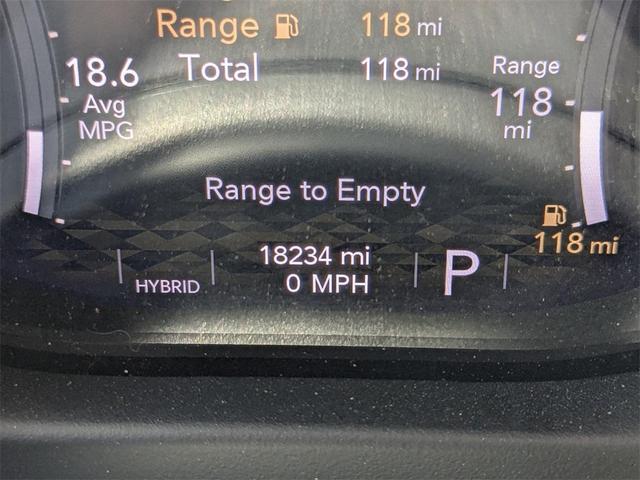 Range 118 mi
18.6 Total 118 mi Range
Avg 118
MPG mi
Range to Empty
118 mi
18234 mi
HYBRID 0 MPH P